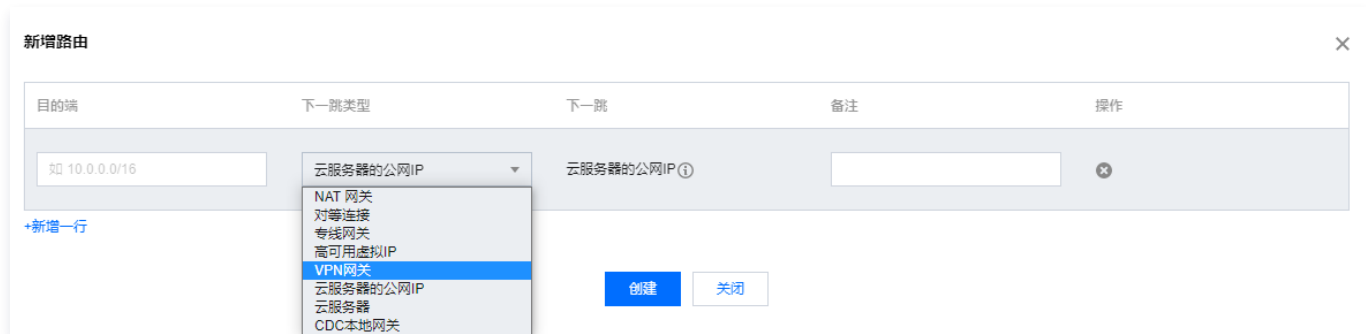 新增路由
目的端 下一跳类型 下一跳 备注 操作
如 10.0.0.0/16 云服务器的公网IP 云服务器的公网IP
NAT 网关
对等连接
专线网关
高可用虚拟IP
VPN网关
云服务器的公网IP
云服务器
CDC本地网关
+新增一行
创建 关闭